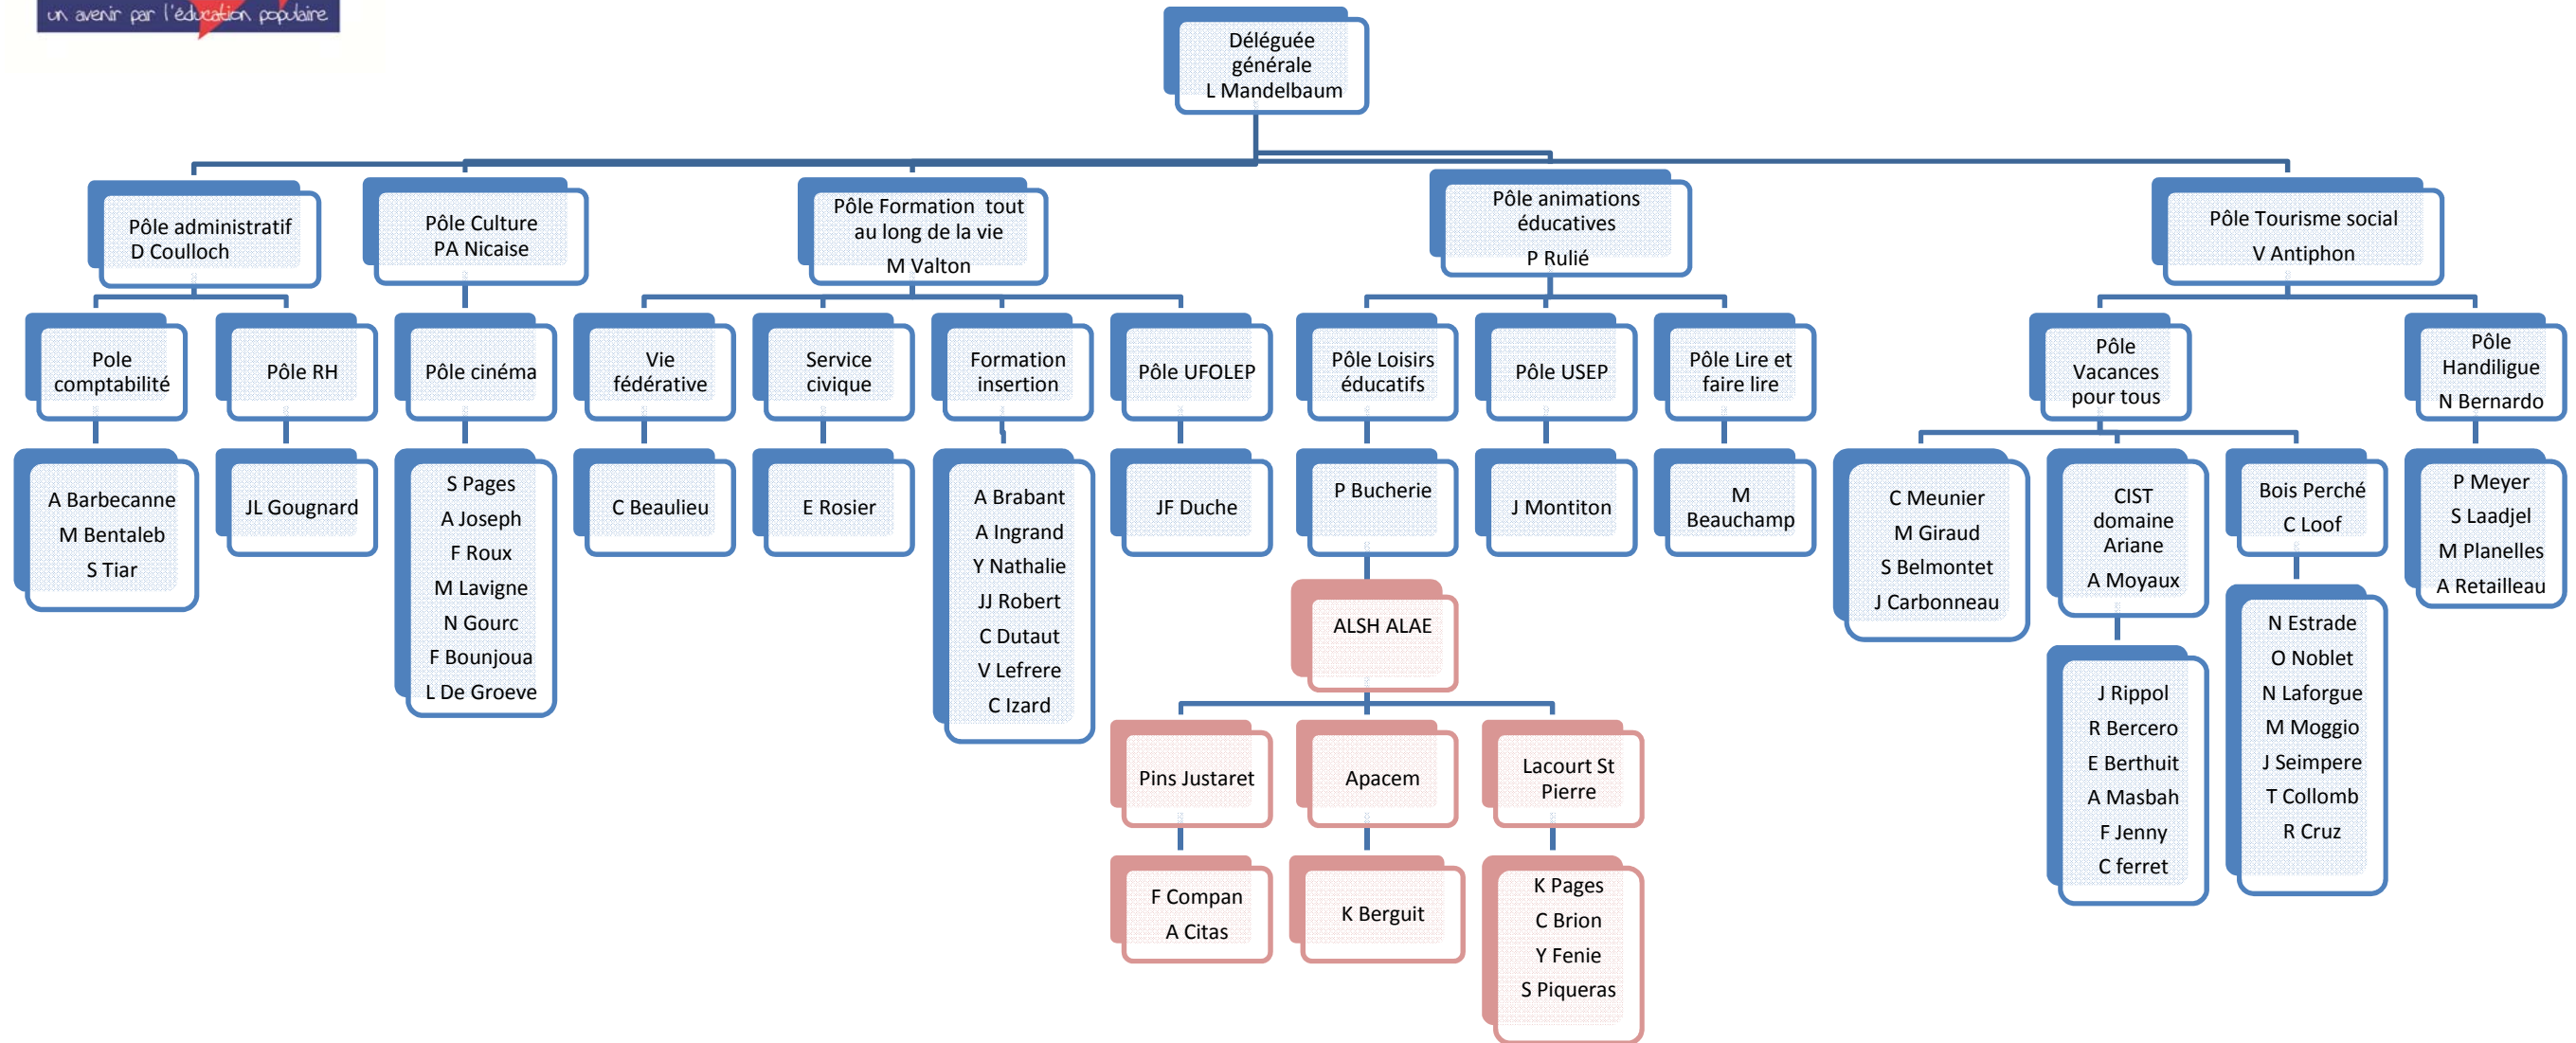 un avenir par l'éducation populaire
Déléguée
générale
L Mandelbaum
Pôle administratif
D Coulloch
Pôle Culture
PA Nicaise
Pôle Formation tout
au long de la vie
M Valton
Pôle animations
éducatives
P Rulié
Pôle Tourisme social
V Antiphon
Pole
comptabilité
Pôle RH
Pôle cinéma
Vie
fédérative
Service
civique
Formation
insertion
Pôle UFOLEP
Pôle Loisirs
éducatifs
Pôle USEP
Pôle Lire et
faire lire
Pôle
Vacances
pour tous
Pôle
Handiligue
N Bernardo
A Barbecanne
M Bentaleb
S Tiar
JL Gougnard
S Pages
A Joseph
F Roux
M Lavigne
N Gourc
F Bounjoua
L De Groeve
C Beaulieu
E Rosier
A Brabant
A Ingrand
Y Nathalie
JJ Robert
C Dutaut
V Lefrere
C Izard
JF Duche
P Bucherie
J Montiton
M
Beauchamp
C Meunier
M Giraud
S Belmontet
J Carbonneau
CIST
domaine
Ariane
A Moyaux
Bois Perché
C Loof
P Meyer
S Laadjel
M Planelles
A Retailleau
ALSH ALAE
J Rippol
R Bercero
E Berthuit
A Masbah
F Jenny
C ferret
N Estrade
O Noblet
N Laforgue
M Moggio
J Seimpere
T Collomb
R Cruz
Pins Justaret
Apacem
Lacourt St
Pierre
F Compan
A Citas
K Berguit
K Pages
C Brion
Y Fenie
S Piqueras